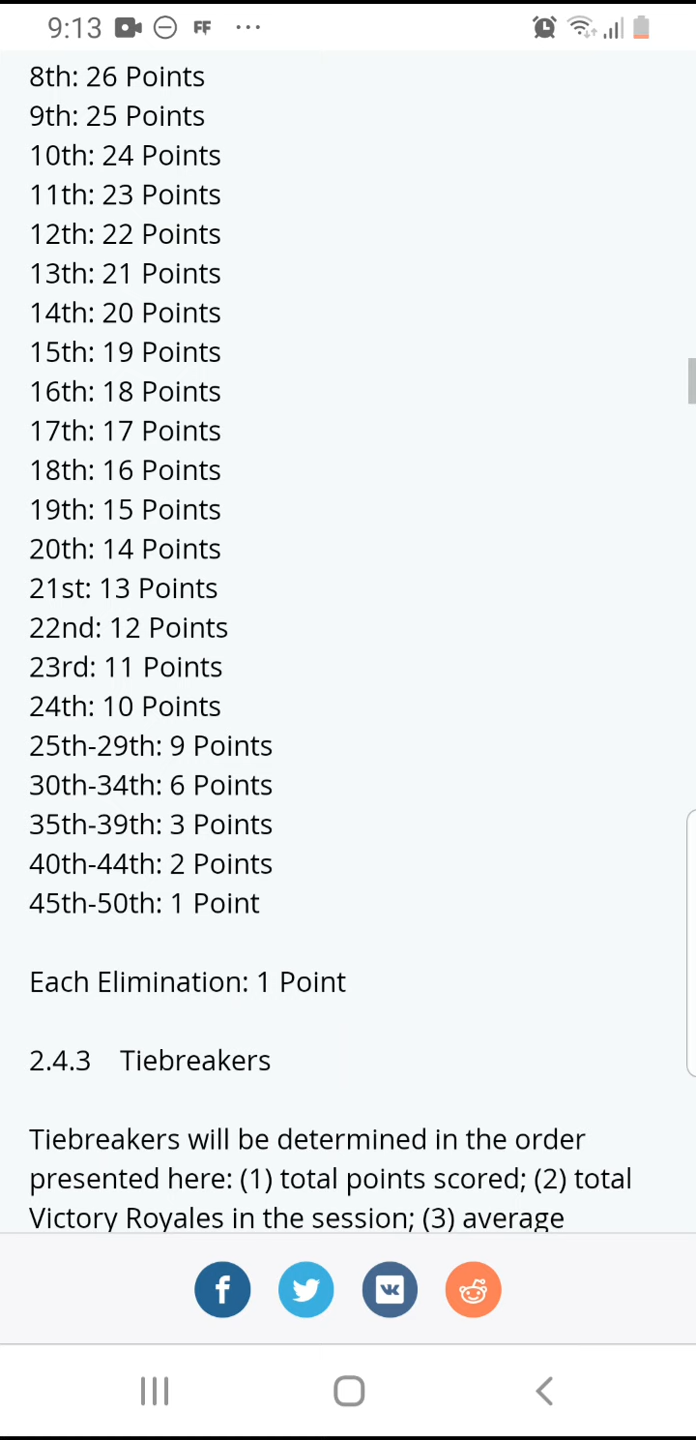 9:13 FF ...
8th: 26 Points
9th: 25 Points
10th: 24 Points
11th: 23 Points
12th: 22 Points
13th: 21 Points
14th: 20 Points
15th: 19 Points
16th: 18 Points
17th: 17 Points
18th: 16 Points
19th: 15 Points
20th: 14 Points
21st: 13 Points
22nd: 12 Points
23rd: 11 Points
24th: 10 Points
25th-29th: 9 Points
30th-34th: 6 Points
35th-39th: 3 Points
40th-44th: 2 Points
45th-50th: 1 Point
Each Elimination: 1 Point
2.4.3 Tiebreakers
Tiebreakers will be determined in the order
presented here: (1) total points scored; (2) total
Victory Royales in the session; (3) average